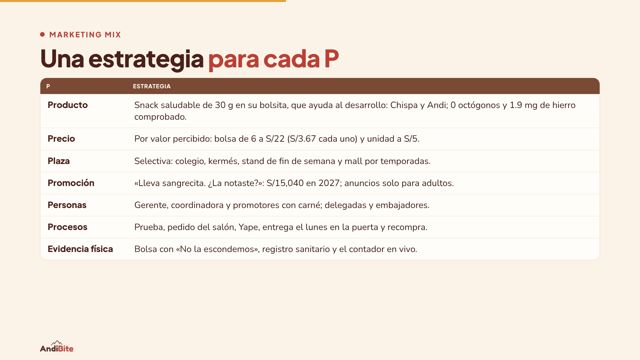 MARKETING MIX
Una estrategia para cada P
P ESTRATEGIA
Producto Snack saludable de 30 g en su bolsita, que ayuda al desarrollo: Chispa y Andi; 0 octógonos y 1.9 mg de hierro
comprobado.
Precio Por valor percibido: bolsa de 6 a S/22 (S/3.67 cada uno) y unidad a S/5.
Plaza Selectiva: colegio, kermés, stand de fin de semana y mall por temporadas.
Promoción «Lleva sangrecita. ¿La notaste?»: S/15,040 en 2027; anuncios solo para adultos.
Personas Gerente, coordinadora y promotores con carné; delegadas y embajadores.
Procesos Prueba, pedido del salón, Yape, entrega el lunes en la puerta y recompra.
Evidencia física Bolsa con «No la escondemos», registro sanitario y el contador en vivo.
AndiBite